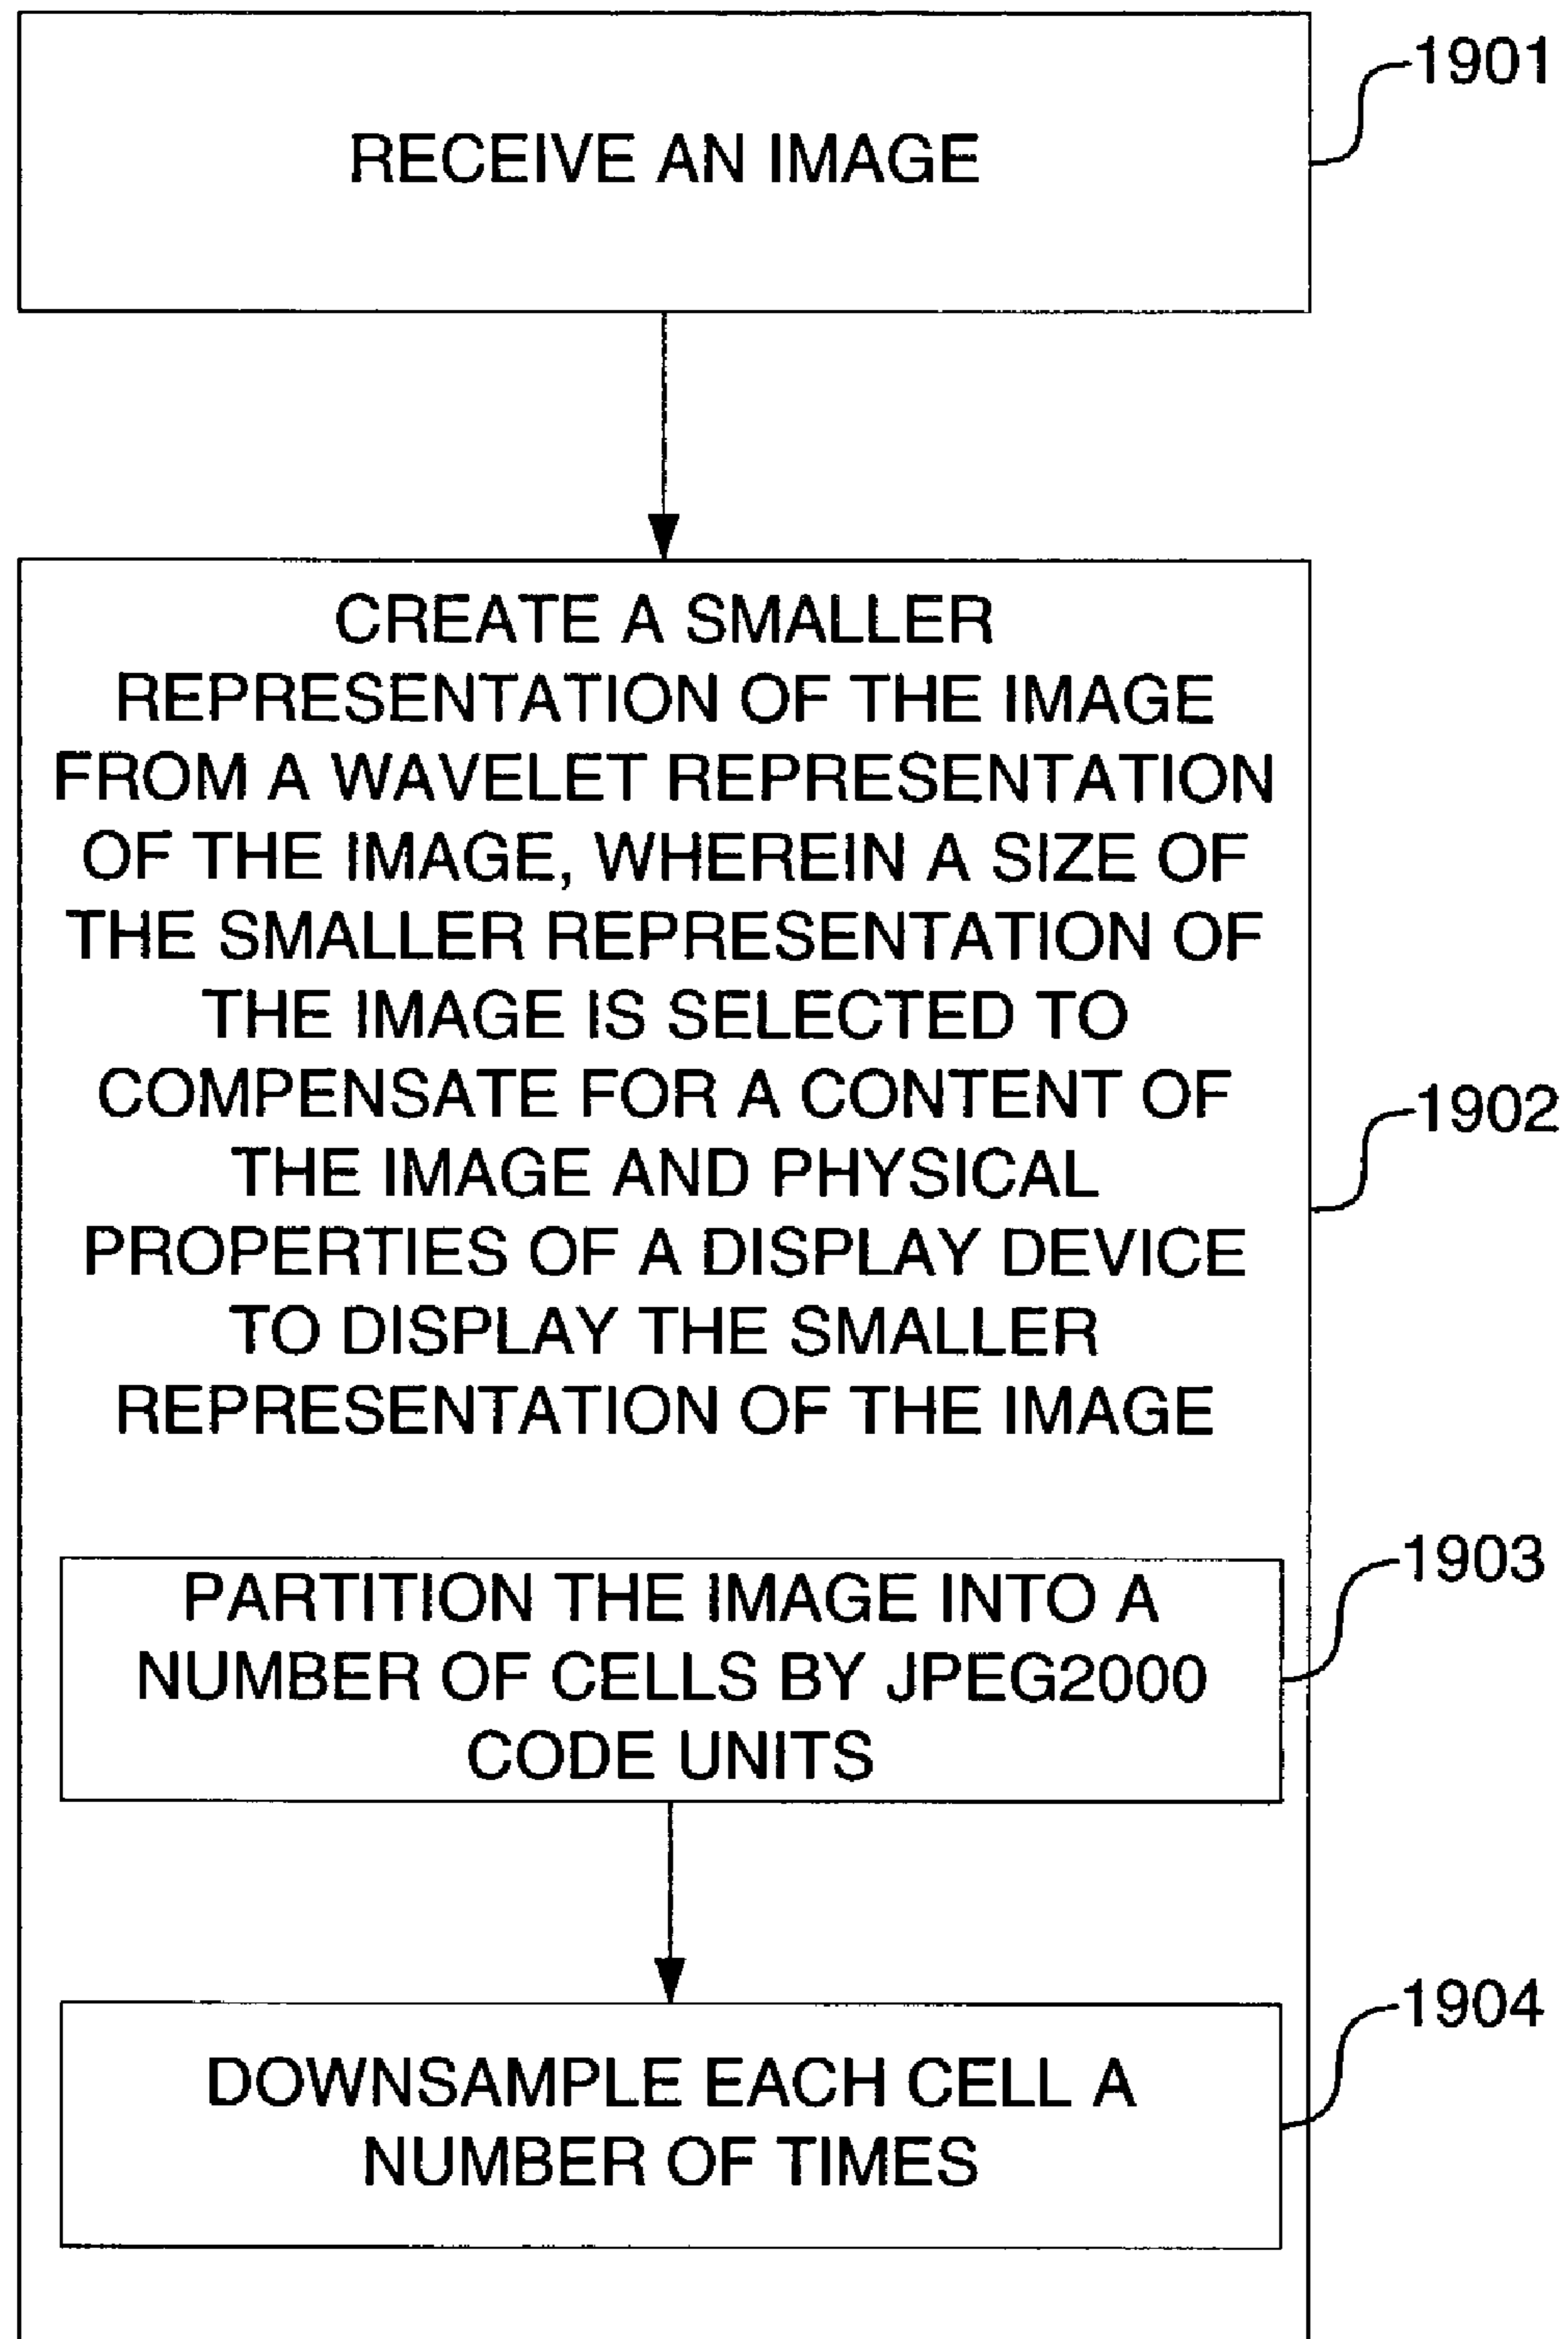 RECEIVE AN IMAGE
1901
CREATE A SMALLER
REPRESENTATION OF THE IMAGE
FROM A WAVELET REPRESENTATION
OF THE IMAGE, WHEREIN A SIZE OF
THE SMALLER REPRESENTATION OF
THE IMAGE IS SELECTED TO
COMPENSATE FOR A CONTENT OF
THE IMAGE AND PHYSICAL
PROPERTIES OF A DISPLAY DEVICE
TO DISPLAY THE SMALLER
REPRESENTATION OF THE IMAGE
1902
PARTITION THE IMAGE INTO A
NUMBER OF CELLS BY JPEG2000
CODE UNITS
1903
DOWNSAMPLE EACH CELL A
NUMBER OF TIMES
1904